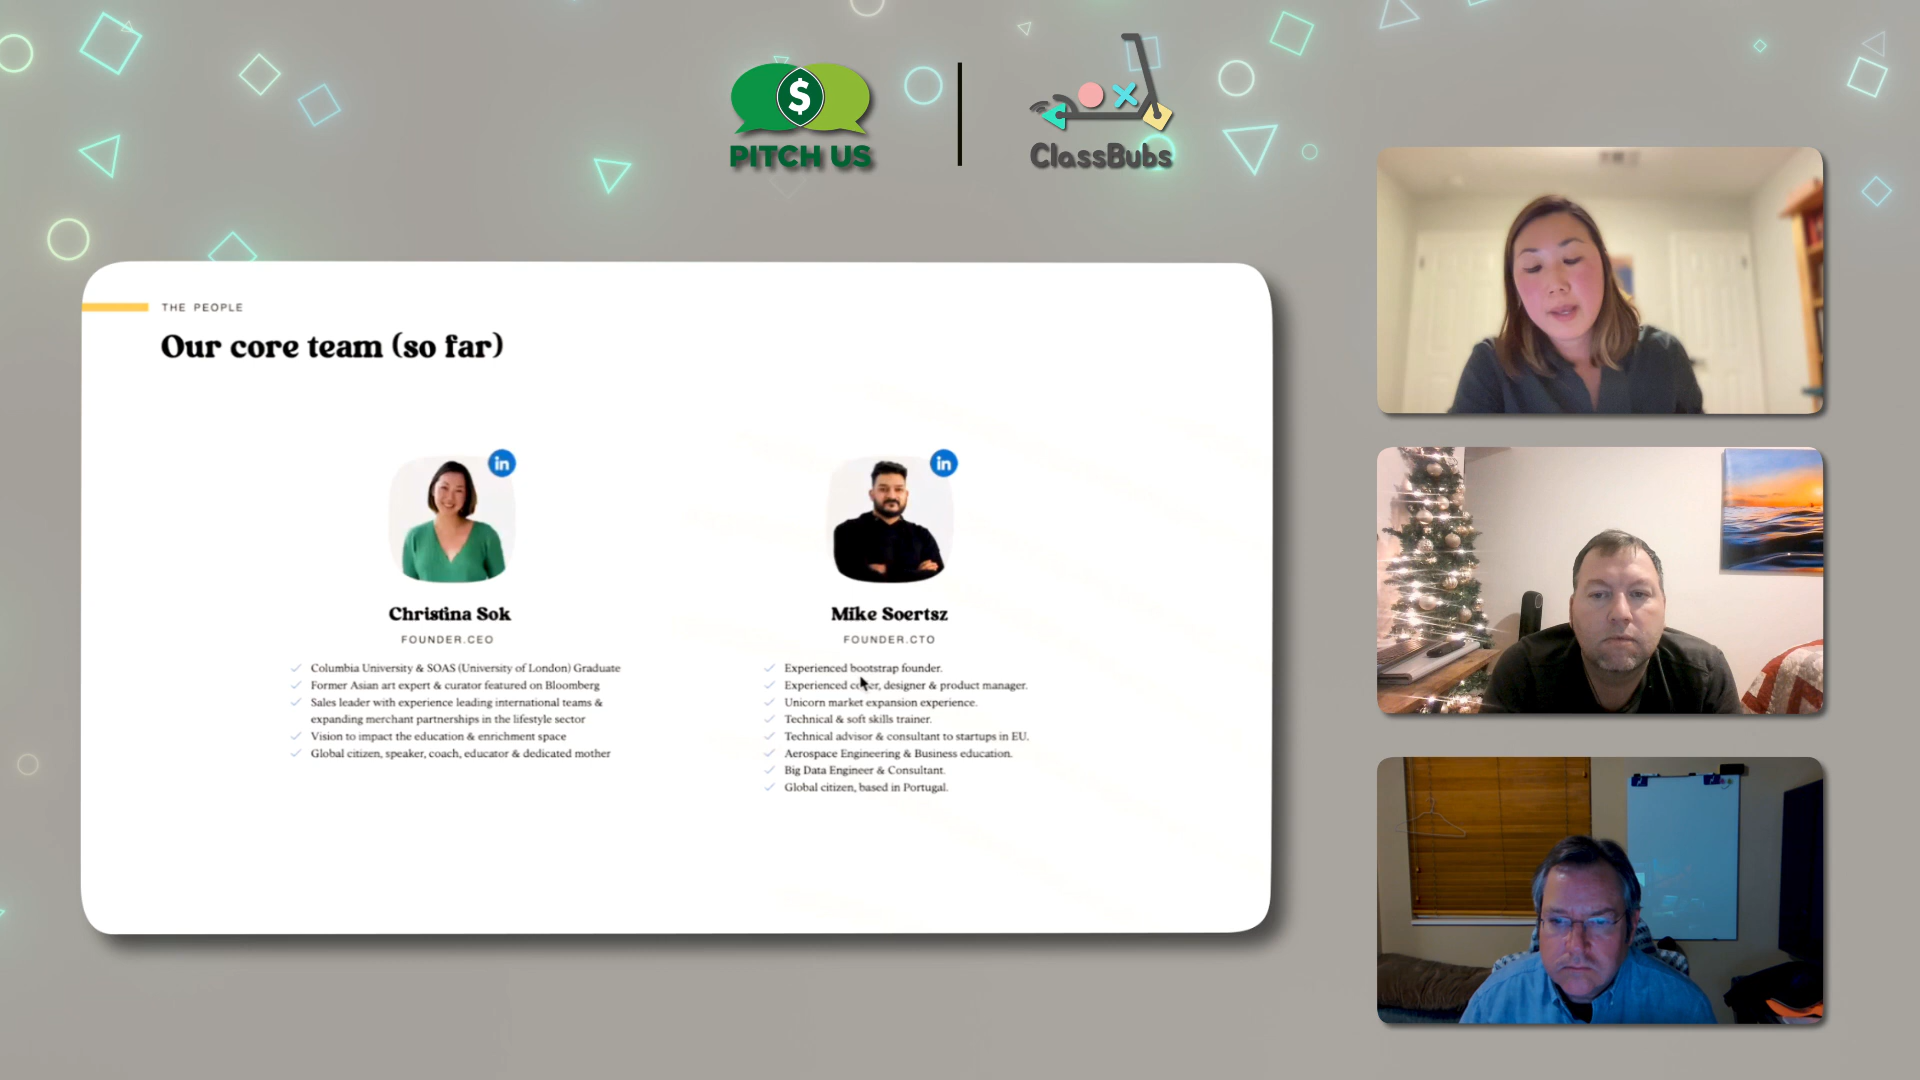 $
PITCH US
ClassBubs
THE PEOPLE
Our core team (so far)
in
Christina Sok
FOUNDER.CEO
Columbia University & SOAS (University of London) Graduate
Former Asian art expert & curator featured on Bloomberg
Sales leader with experience leading international teams &
expanding merchant partnerships in the lifestyle sector
Vision to impact the education & enrichment space
Global citizen, speaker, coach, educator & dedicated mother
in
Mike Soertsz
FOUNDER.CTO
Experienced bootstrap founder.
Experienced coder, designer & product manager.
Unicorn market expansion experience.
Technical & soft skills trainer.
Technical advisor & consultant to startups in EU.
Aerospace Engineering & Business education.
Big Data Engineer & Consultant.
Global citizen, based in Portugal.